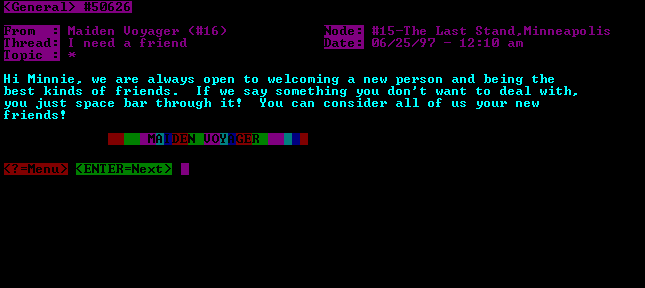 <General> #50626
From  : Maiden Voyager (#16) Node: #15-The Last Stand,Minneapolis
Thread: I need a friend Date: 06/25/97 - 12:10 am
Topic : *
Hi Minnie, we are always open to welcoming a new person and being the
best kinds of friends.  If we say something you don't want to deal with,
you just space bar through it!  You can consider all of us your new
friends!
MAIDEN VOYAGER
<?=Menu> <ENTER=Next>